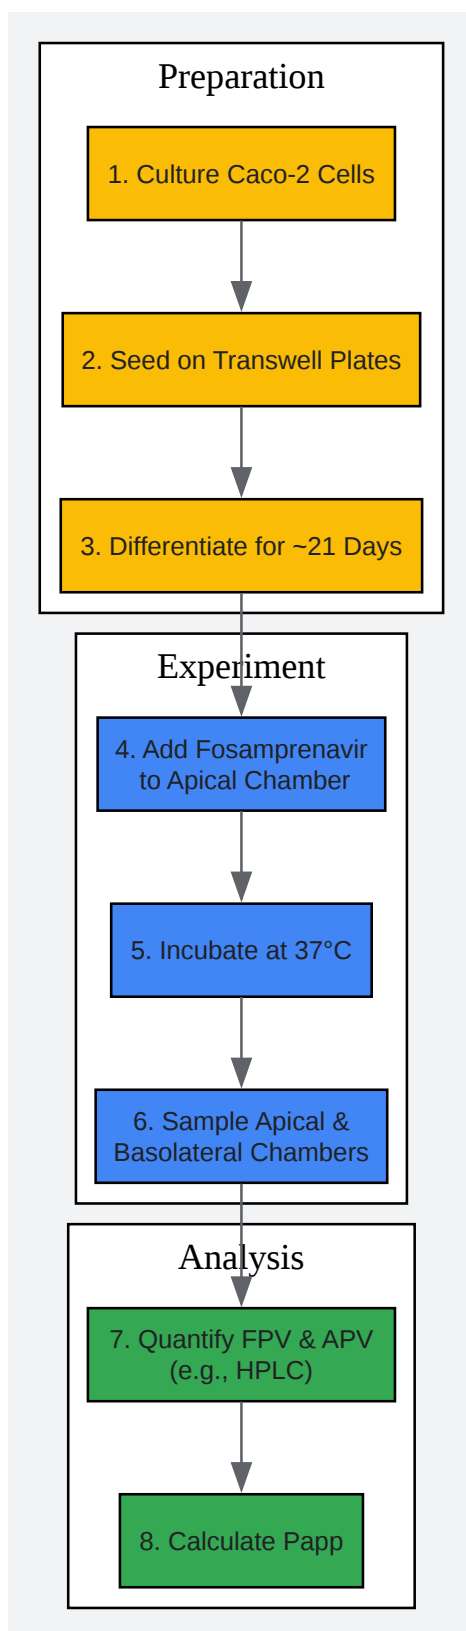 Preparation
1. Culture Caco-2 Cells
2. Seed on Transwell Plates
3. Differentiate for ~21 Days
Experiment
4. Add Fosamprenavir
to Apical Chamber
5. Incubate at 37°C
6. Sample Apical &
Basolateral Chambers
Analysis
7. Quantify FPV & APV
(e.g., HPLC)
8. Calculate Papp